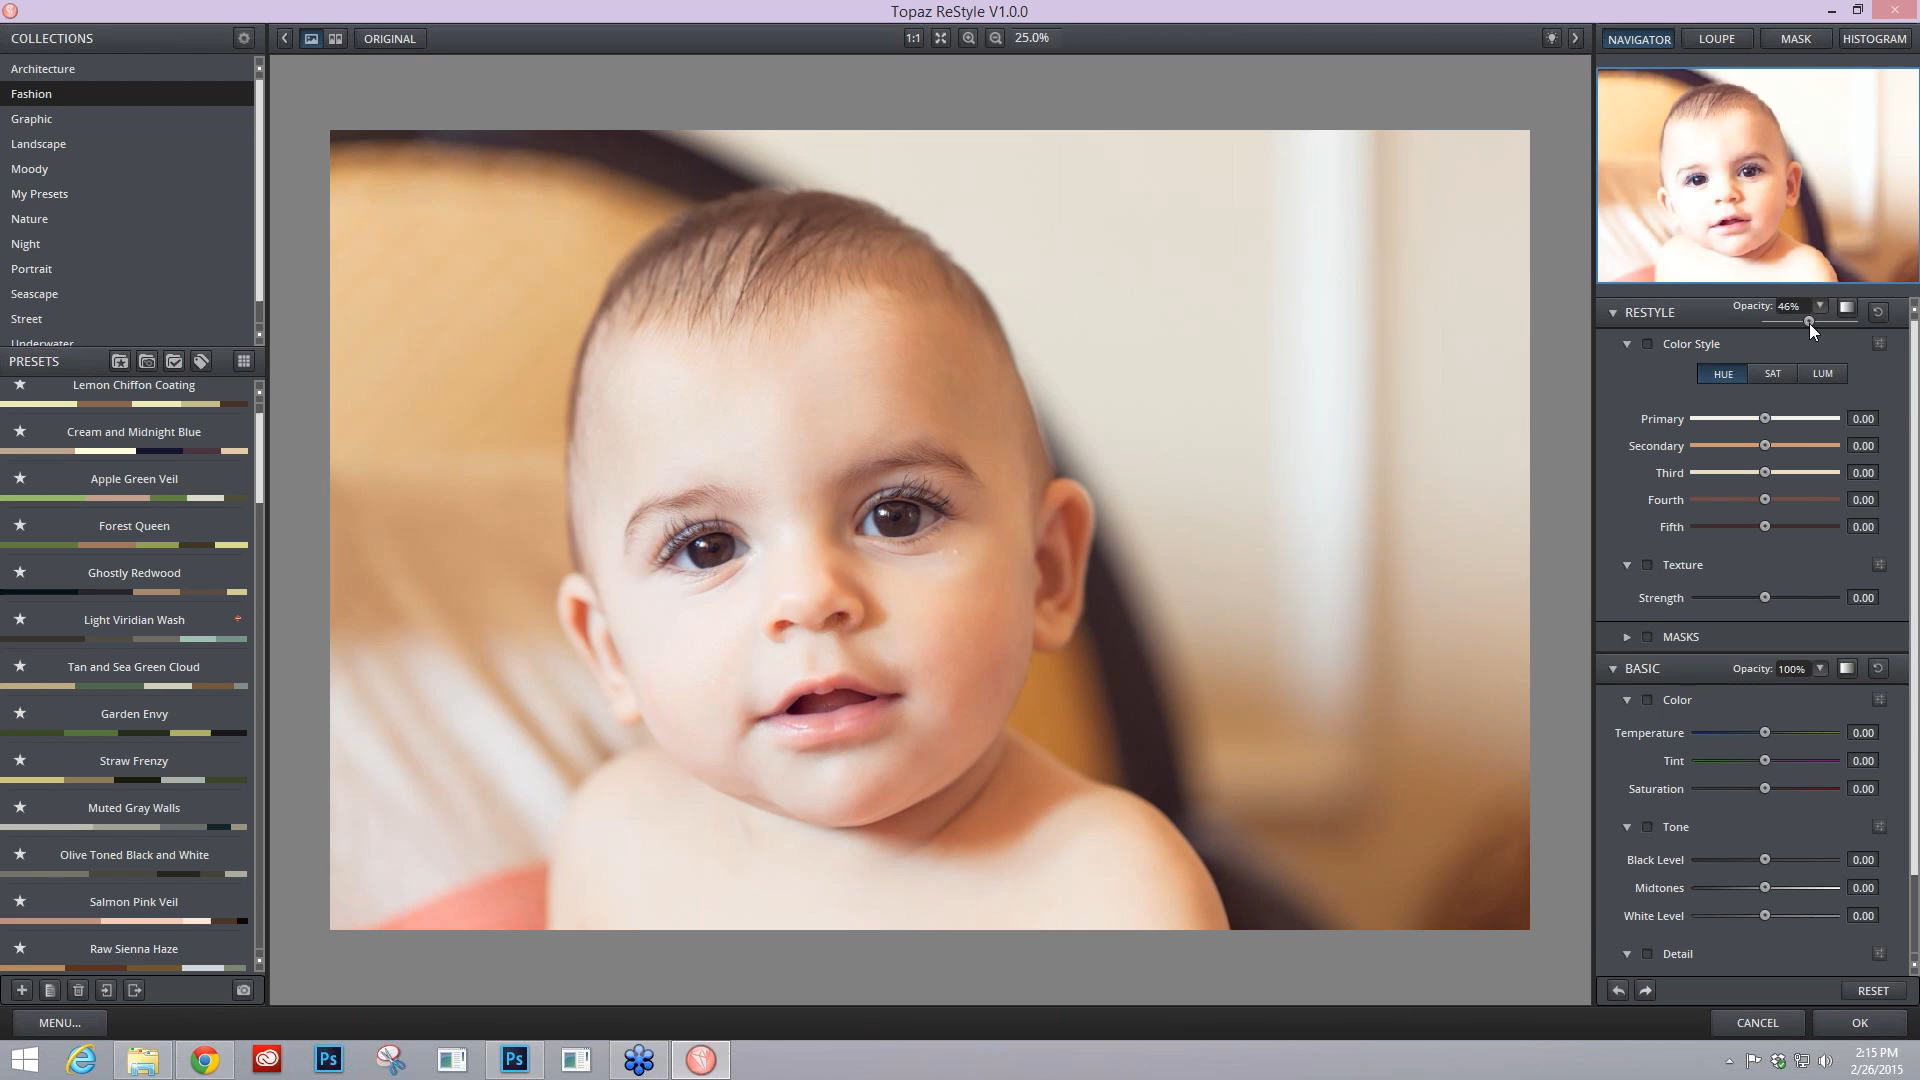 Topaz ReStyle V1.0.0
COLLECTIONS
ORIGINAL
1:1
25.0%
NAVIGATOR
LOUPE
MASK
HISTOGRAM
Architecture
Fashion
Graphic
Landscape
Moody
My Presets
Nature
Night
Portrait
Seascape
Street
Underwater
PRESETS
Lemon Chiffon Coating
Cream and Midnight Blue
Apple Green Veil
Forest Queen
Ghostly Redwood
Light Viridian Wash
Tan and Sea Green Cloud
Garden Envy
Straw Frenzy
Muted Gray Walls
Olive Toned Black and White
Salmon Pink Veil
Raw Sienna Haze
RESTYLE Opacity: 46%
Color Style
HUE SAT LUM
Primary 0.00
Secondary 0.00
Third 0.00
Fourth 0.00
Fifth 0.00
Texture
Strength 0.00
MASKS
BASIC Opacity: 100%
Color
Temperature 0.00
Tint 0.00
Saturation 0.00
Tone
Black Level 0.00
Midtones 0.00
White Level 0.00
Detail
RESET
MENU...
CANCEL
OK
Ps
Ps
2:15 PM
2/26/2015